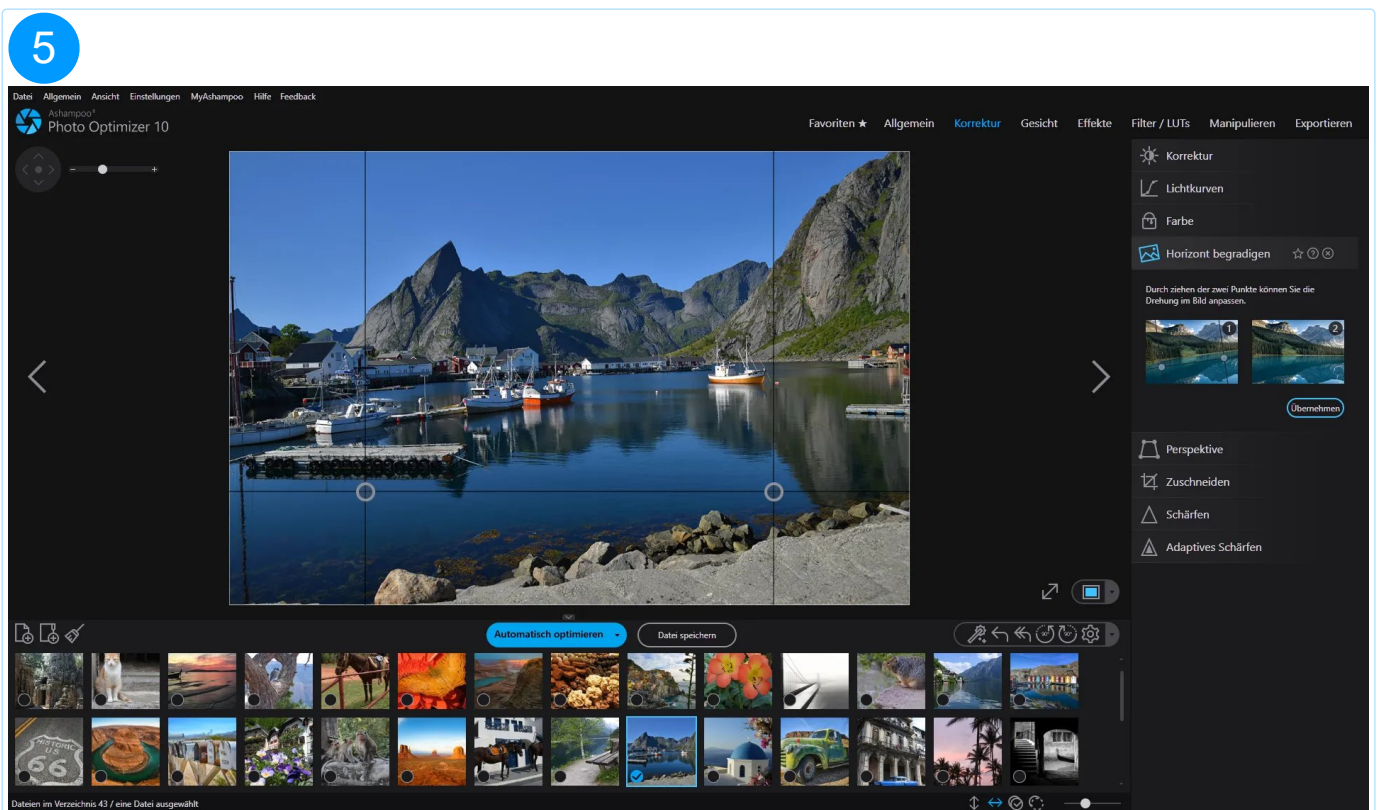 5
Datei Allgemein Ansicht Einstellungen MyAshampoo Hilfe Feedback
Ashampoo®
Photo Optimizer 10
Favoriten ★ Allgemein Korrektur Gesicht Effekte Filter / LUTs Manipulieren Exportieren
Korrektur
Lichtkurven
Farbe
Horizont begradigen
Durch ziehen der zwei Punkte können Sie die
Drehung im Bild anpassen.
1 2
Übernehmen
Perspektive
Zuschneiden
Schärfen
Adaptives Schärfen
Automatisch optimieren
Datei speichern
90° 90°
HISTORIC
U S
66
Dateien im Verzeichnis 43 / eine Datei ausgewählt